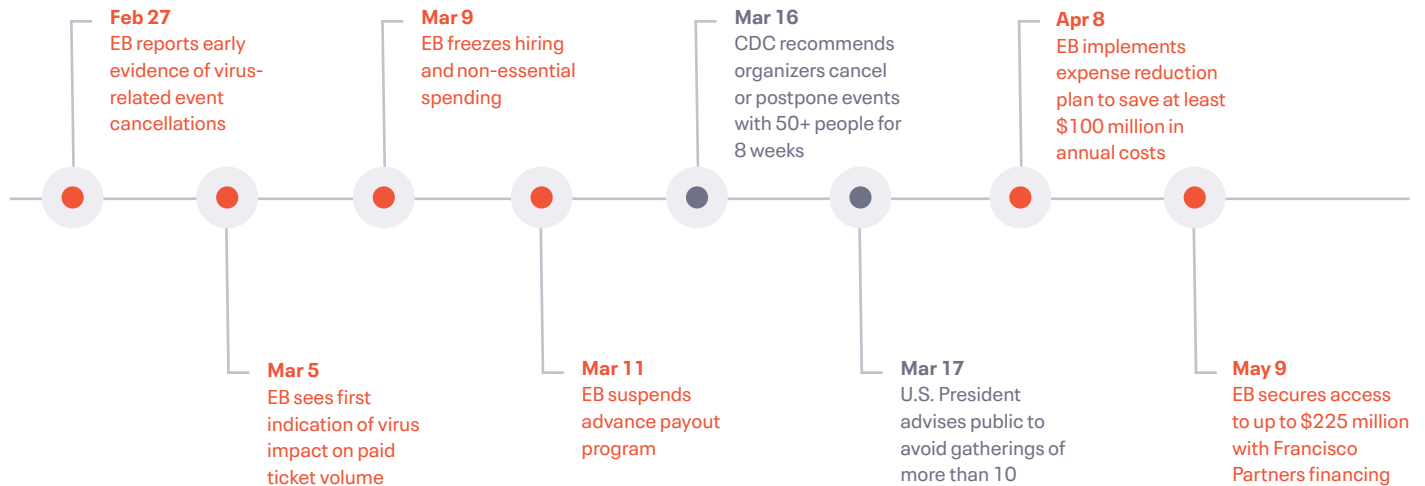 Feb 27
EB reports early
evidence of virus-
related event
cancellations
Mar 5
EB sees first
indication of virus
impact on paid
ticket volume
Mar 9
EB freezes hiring
and non-essential
spending
Mar 11
EB suspends
advance payout
program
Mar 16
CDC recommends
organizers cancel
or postpone events
with 50+ people for
8 weeks
Mar 17
U.S. President
advises public to
avoid gatherings of
more than 10
Apr 8
EB implements
expense reduction
plan to save at least
$100 million in
annual costs
May 9
EB secures access
to up to $225 million
with Francisco
Partners financing